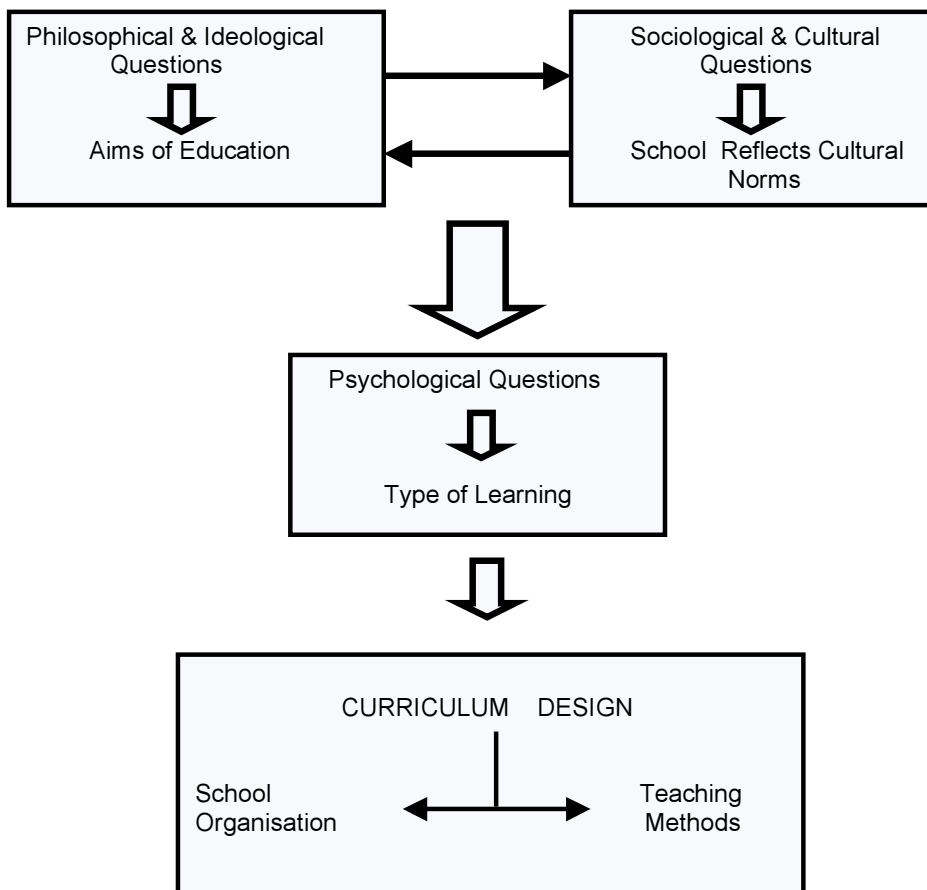 Philosophical & Ideological
Questions
Aims of Education
Sociological & Cultural
Questions
School Reflects Cultural
Norms
Psychological Questions
Type of Learning
CURRICULUM DESIGN
School
Organisation
Teaching
Methods